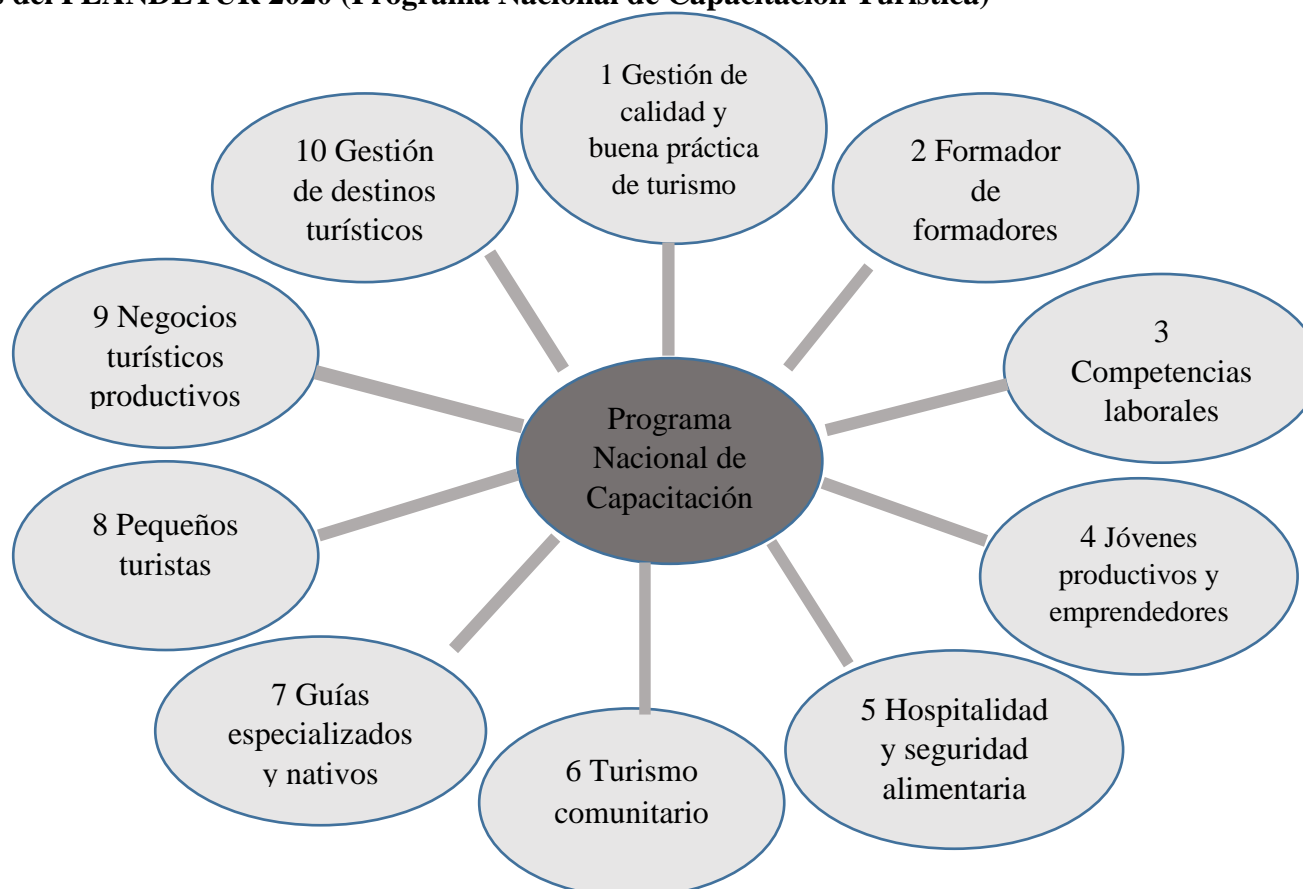 del PLANDETUR 2020 (Programa Nacional de Capacitación Turística)
1 Gestión de
calidad y
buena práctica
de turismo
2 Formador
de
formadores
3
Competencias
laborales
4 Jóvenes
productivos y
emprendedores
5 Hospitalidad
y seguridad
alimentaria
6 Turismo
comunitario
7 Guías
especializados
y nativos
8 Pequeños
turistas
9 Negocios
turísticos
productivos
10 Gestión
de destinos
turísticos
Programa
Nacional de
Capacitación